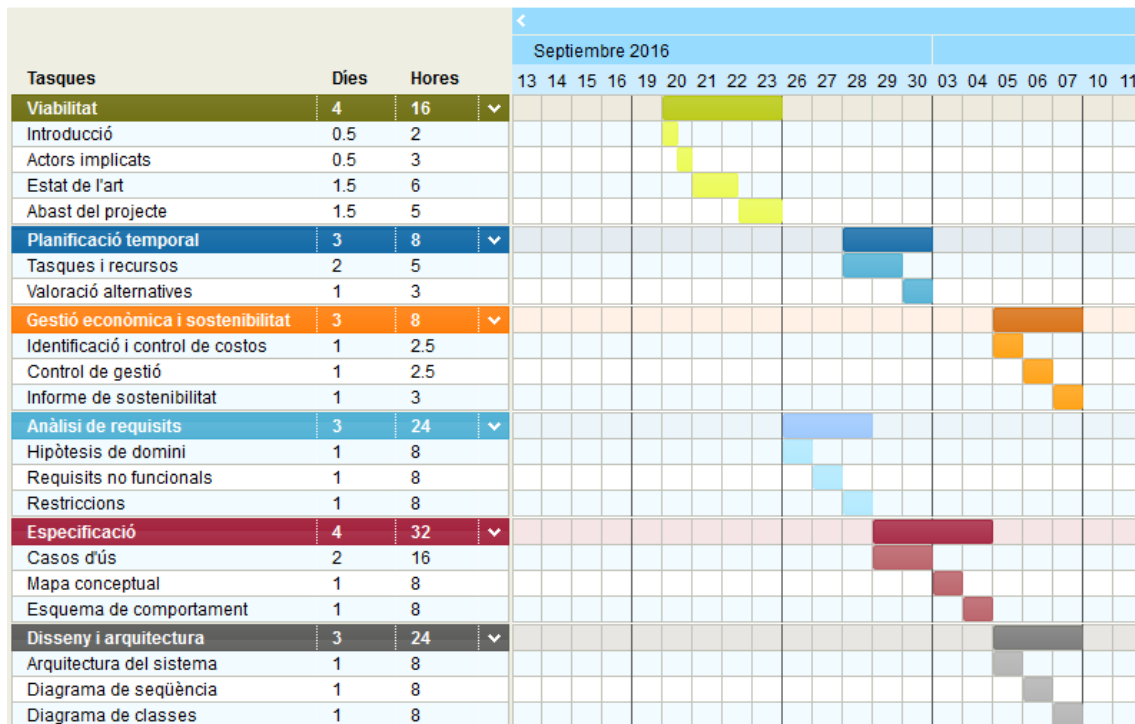 Septiembre 2016
Tasques Díes Hores 13 14 15 16 19 20 21 22 23 26 27 28 29 30 03 04 05 06 07 10 11
Viabilitat 4 16
Introducció 0.5 2
Actors implicats 0.5 3
Estat de l'art 1.5 6
Abast del projecte 1.5 5
Planificació temporal 3 8
Tasques i recursos 2 5
Valoració alternatives 1 3
Gestió econòmica i sostenibilitat 3 8
Identificació i control de costos 1 2.5
Control de gestió 1 2.5
Informe de sostenibilitat 1 3
Anàlisi de requisits 3 24
Hipòtesis de domini 1 8
Requisits no funcionals 1 8
Restriccions 1 8
Especificació 4 32
Casos d'ús 2 16
Mapa conceptual 1 8
Esquema de comportament 1 8
Disseny i arquitectura 3 24
Arquitectura del sistema 1 8
Diagrama de seqüència 1 8
Diagrama de classes 1 8